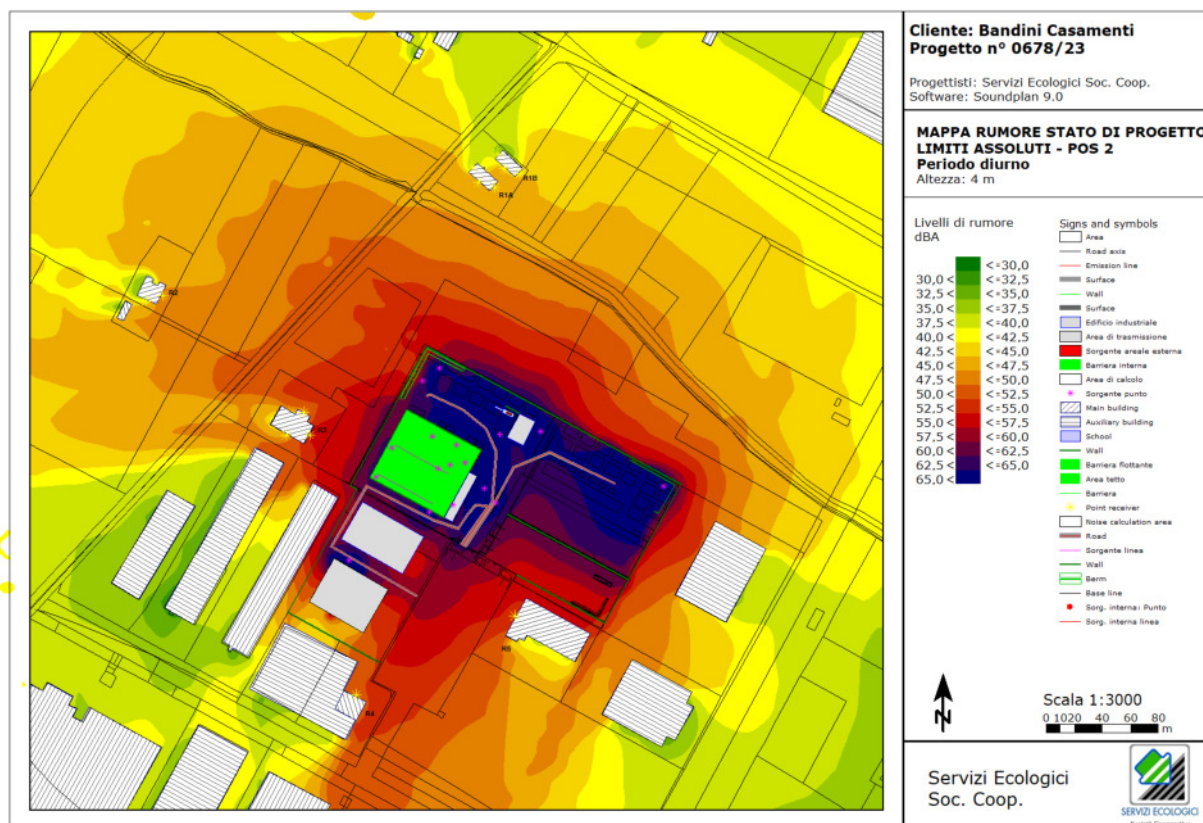 Cliente: Bandini Casamenti
Progetto n° 0678/23
Progettisti: Servizi Ecologici Soc. Coop.
Software: Soundplan 9.0
MAPPA RUMORE STATO DI PROGETTO
LIMITI ASSOLUTI - POS 2
Periodo diurno
Altezza: 4 m
Livelli di rumore
dBA
<=30,0
30,0 < <=32,5
32,5 < <=35,0
35,0 < <=37,5
37,5 < <=40,0
40,0 < <=42,5
42,5 < <=45,0
45,0 < <=47,5
47,5 < <=50,0
50,0 < <=52,5
52,5 < <=55,0
55,0 < <=57,5
57,5 < <=60,0
60,0 < <=62,5
62,5 < <=65,0
65,0 <
Signs and symbols
Area
Road axis
Emission line
Surface
Wall
Surface
Edificio industriale
Area di trasmissione
Sorgente areale esterna
Barriera interna
Area di calcolo
Sorgente punto
Main building
Auxiliary building
School
Wall
Barriera flottante
Area tetto
Barriera
Point receiver
Noise calculation area
Road
Sorgente linea
Wall
Berm
Base line
Sorg. interna: Punto
Sorg. interna linea
R1B
R1A
R2
R3
R4
R5
N
Scala 1:3000
0 10 20 40 60 80
m
Servizi Ecologici
Soc. Coop.
SERVIZI ECOLOGICI